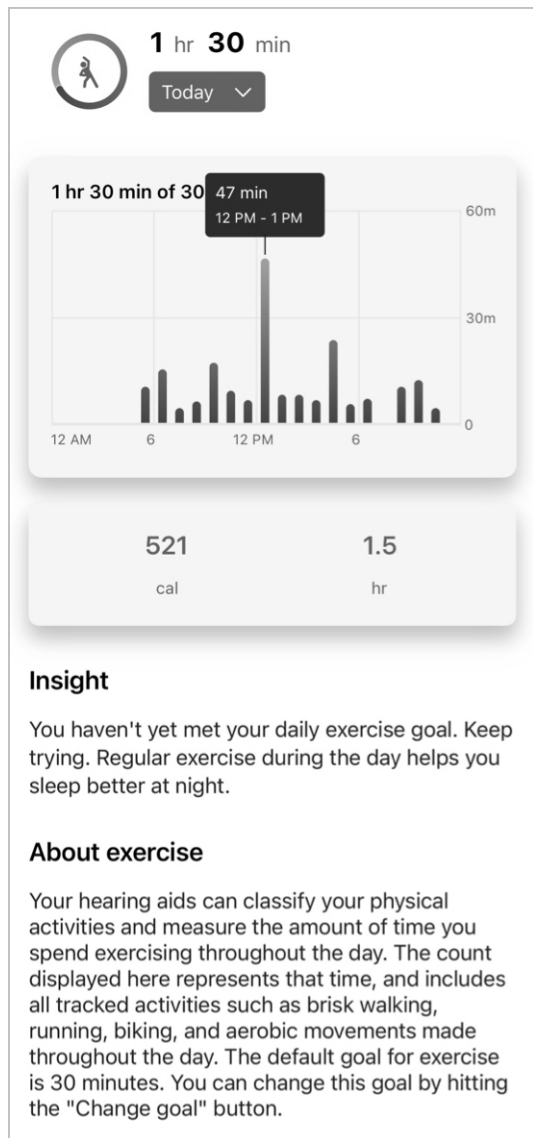 1 hr 30 min
Today
1 hr 30 min of 30
47 min
12 PM - 1 PM
60m
30m
0
12 AM 6 12 PM 6
521 1.5
cal hr
Insight
You haven't yet met your daily exercise goal. Keep
trying. Regular exercise during the day helps you
sleep better at night.
About exercise
Your hearing aids can classify your physical
activities and measure the amount of time you
spend exercising throughout the day. The count
displayed here represents that time, and includes
all tracked activities such as brisk walking,
running, biking, and aerobic movements made
throughout the day. The default goal for exercise
is 30 minutes. You can change this goal by hitting
the "Change goal" button.